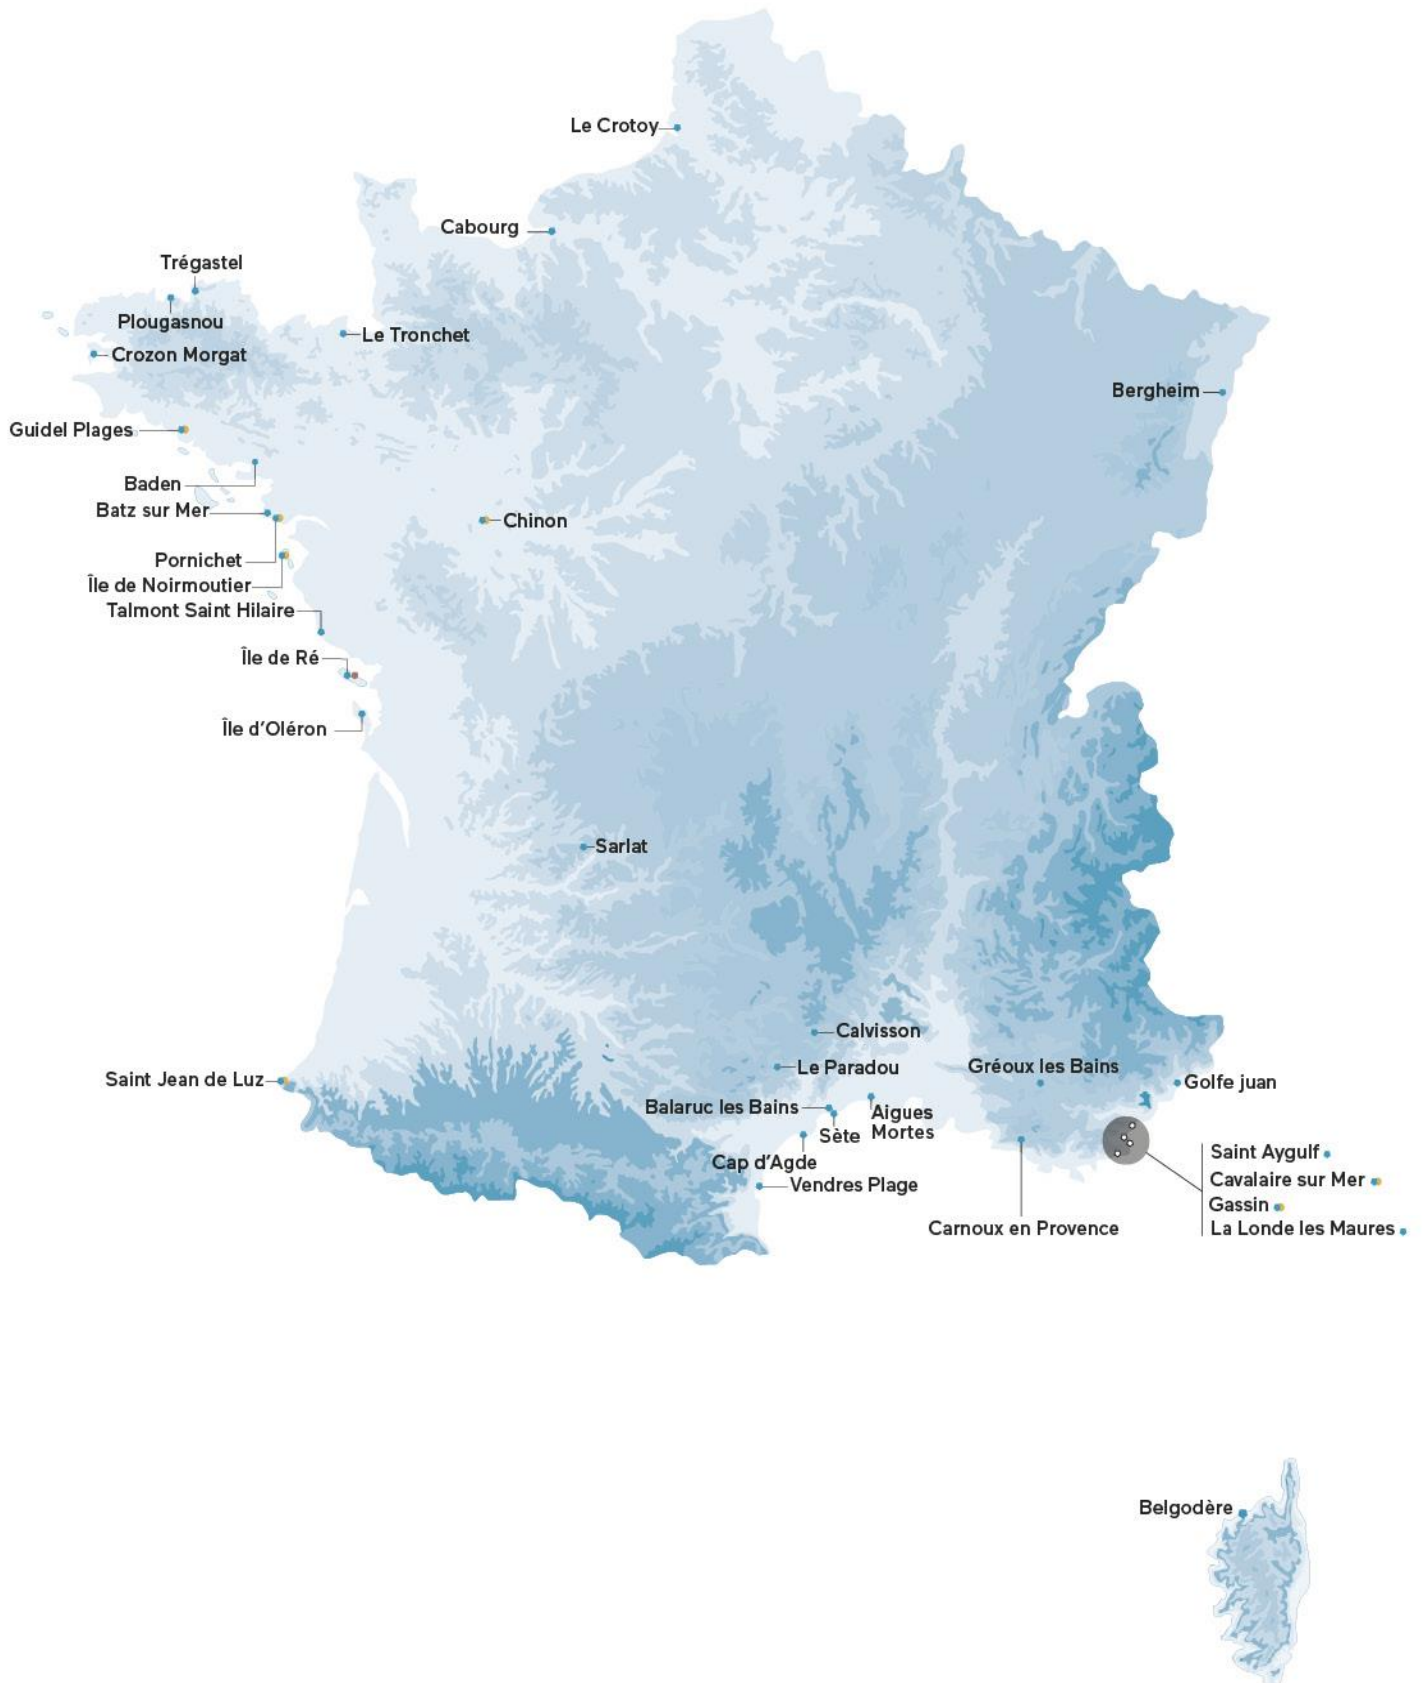 Le Crotoy
Cabourg
Trégastel
Plougasnou
Le Tronchet
Crozon Morgat
Bergheim
Guidel Plages
Baden
Batz sur Mer
Chinon
Pornichet
Île de Noirmoutier
Talmont Saint Hilaire
Île de Ré
Île d'Oléron
Sarlat
Calvisson
Le Paradou
Gréoux les Bains
Saint Jean de Luz
Golfe juan
Balaruc les Bains
Aigues
Mortes
Sète
Cap d'Agde
Vendres Plage
Saint Aygulf
Cavalaire sur Mer
Gassin
La Londe les Maures
Carnoux en Provence
Belgodère